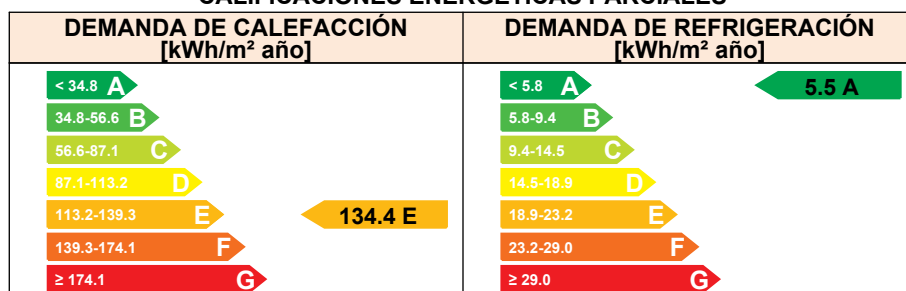 CALIFICACIONES ENERGÉTICAS PARCIALES
DEMANDA DE CALEFACCIÓN
[kWh/m² año]
< 34.8 A
34.8-56.6 B
56.6-87.1 C
87.1-113.2 D
113.2-139.3 E
134.4 E
139.3-174.1 F
≥ 174.1 G
DEMANDA DE REFRIGERACIÓN
[kWh/m² año]
< 5.8 A
5.5 A
5.8-9.4 B
9.4-14.5 C
14.5-18.9 D
18.9-23.2 E
23.2-29.0 F
≥ 29.0 G